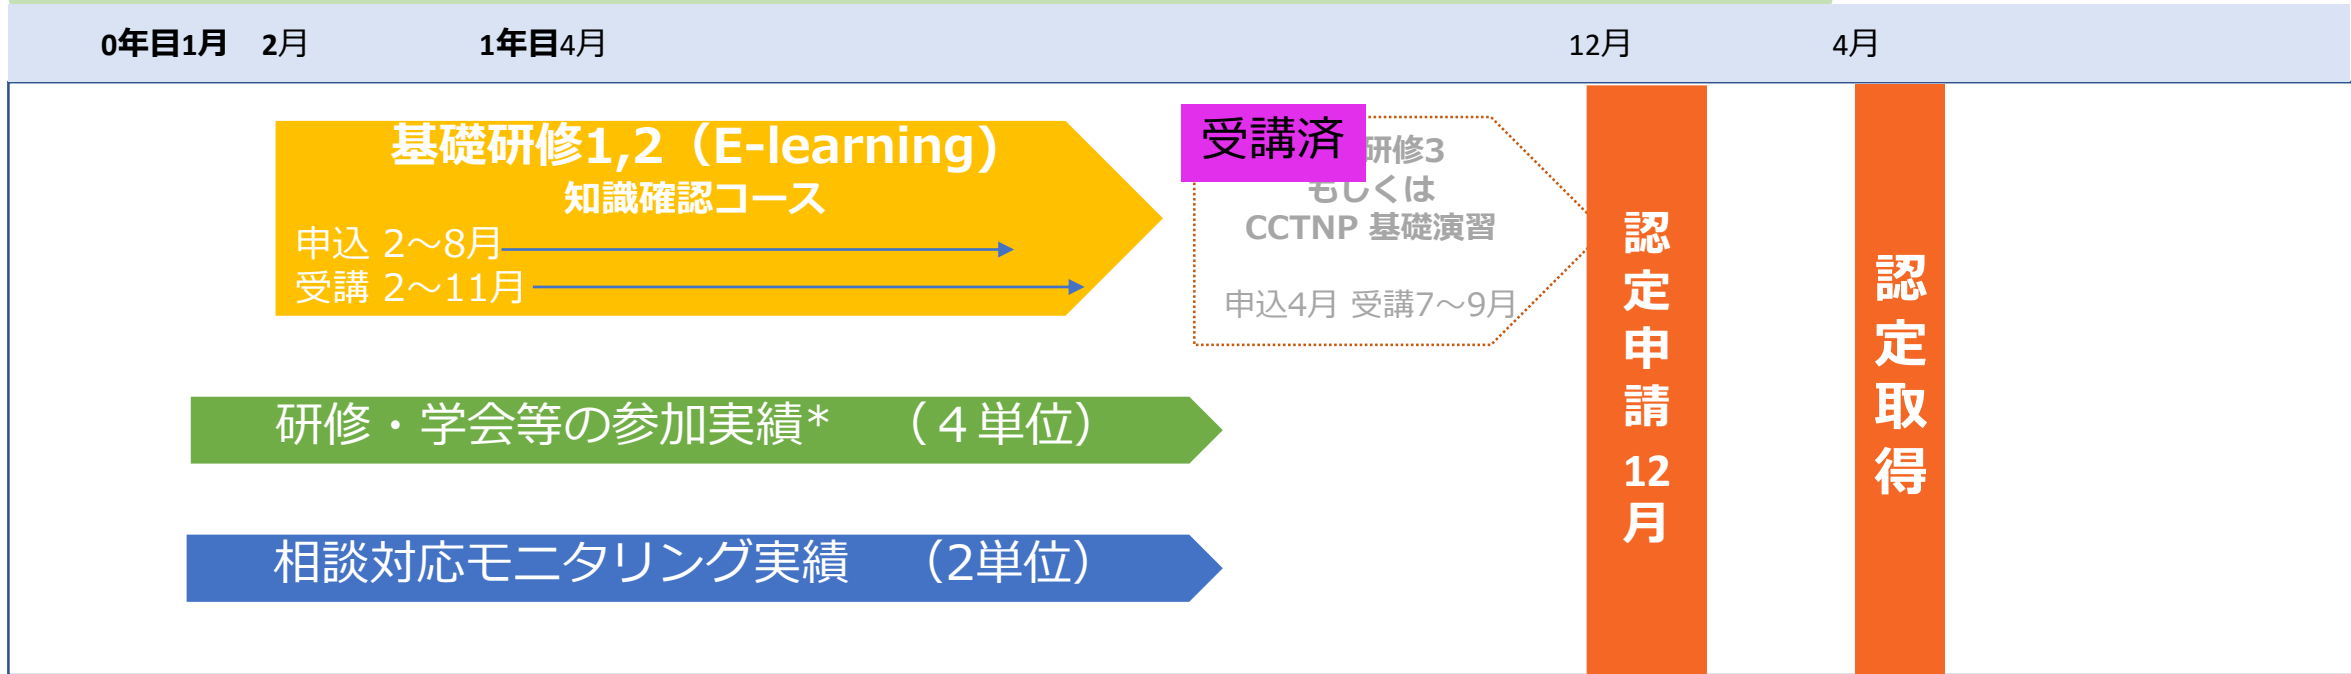 0年目1月 2月 1年目4月 12月 4月
基礎研修1,2（E-learning)
知識確認コース
申込 2～8月
受講 2～11月
受講済
研修3
もしくは
CCTNP 基礎演習
申込4月 受講7～9月
研修・学会等の参加実績* （４単位）
相談対応モニタリング実績 （2単位）
認定申請12月
認定取得